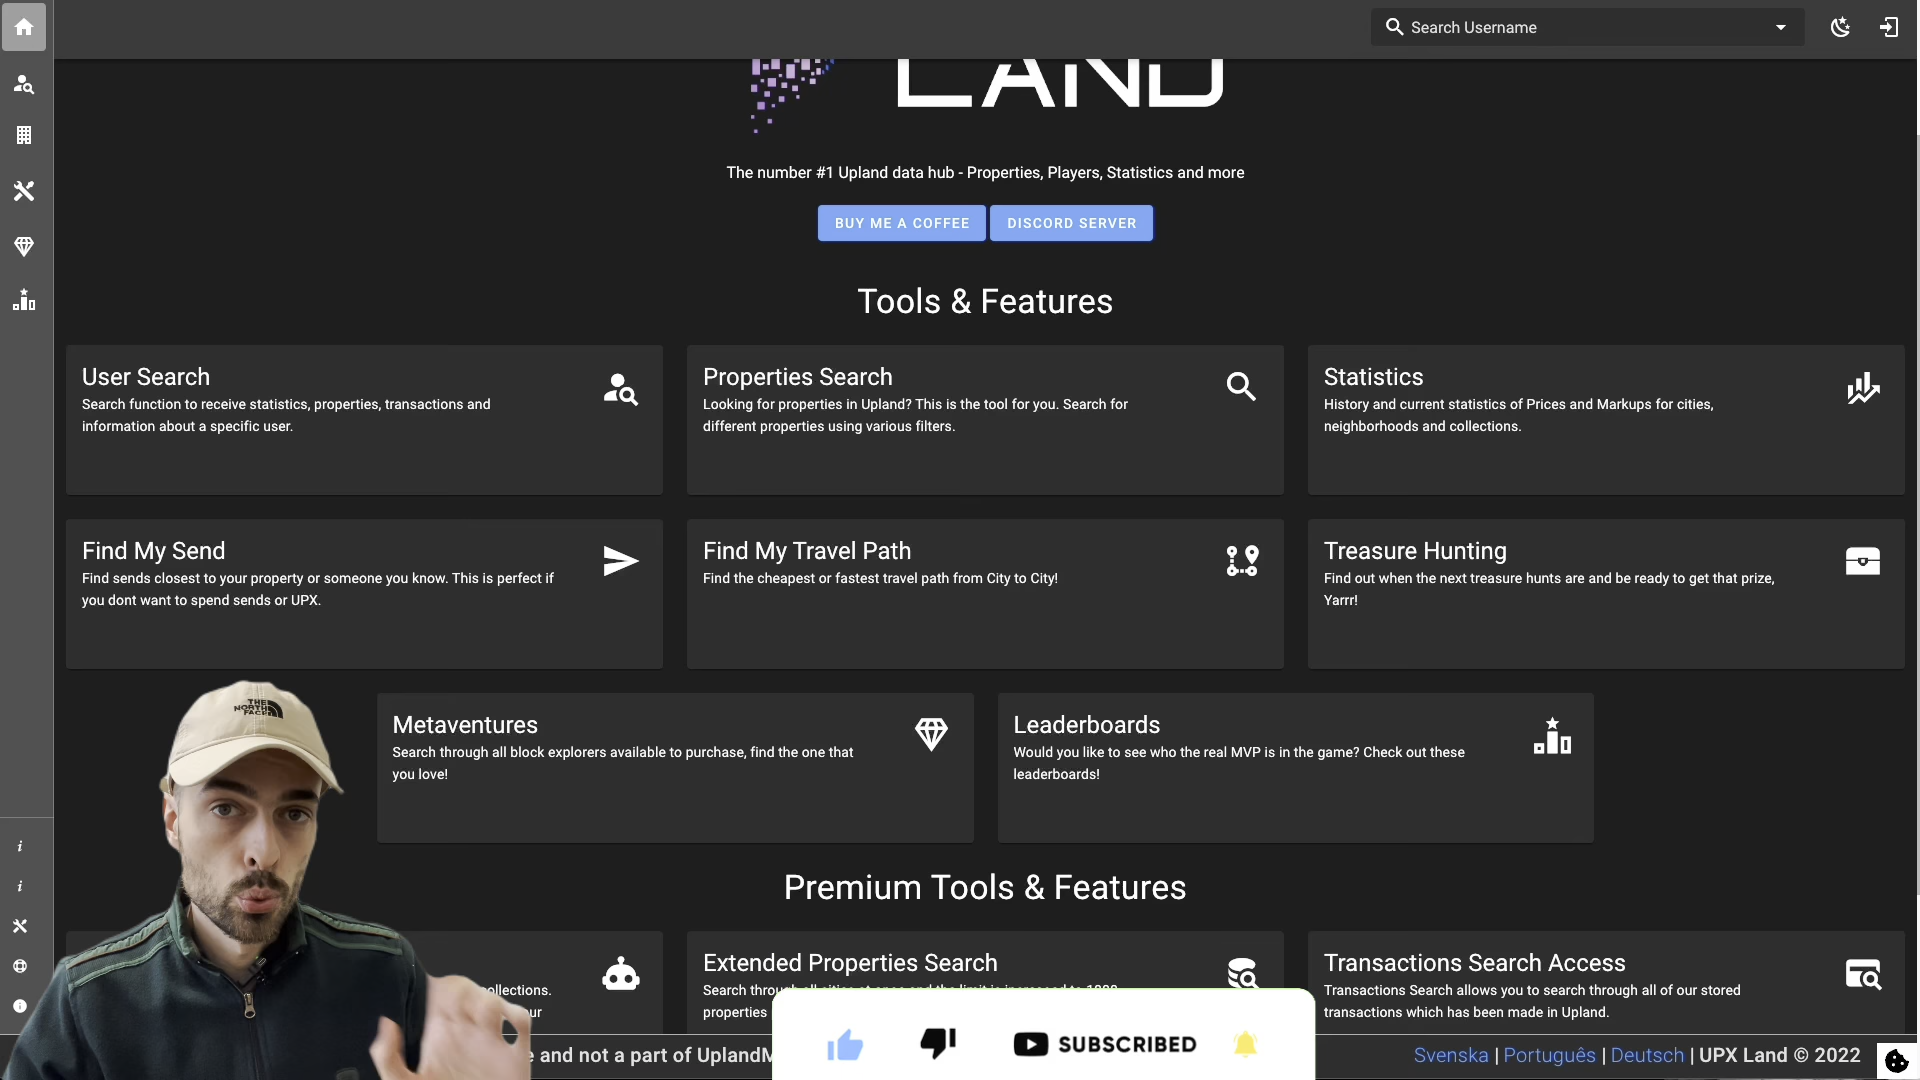 Search Username
LAND
The number #1 Upland data hub - Properties, Players, Statistics and more
BUY ME A COFFEE
DISCORD SERVER
Tools & Features
User Search
Search function to receive statistics, properties, transactions and
information about a specific user.
Properties Search
Looking for properties in Upland? This is the tool for you. Search for
different properties using various filters.
Statistics
History and current statistics of Prices and Markups for cities,
neighborhoods and collections.
Find My Send
Find sends closest to your property or someone you know. This is perfect if
you dont want to spend sends or UPX.
Find My Travel Path
Find the cheapest or fastest travel path from City to City!
Treasure Hunting
Find out when the next treasure hunts are and be ready to get that prize,
Yarrr!
THE
NORTH
FACE
Metaventures
Search through all block explorers available to purchase, find the one that
you love!
Leaderboards
Would you like to see who the real MVP is in the game? Check out these
leaderboards!
Premium Tools & Features
ollections.
ur
Extended Properties Search
Search
properties
Transactions Search Access
Transactions Search allows you to search through all of our stored
transactions which has been made in Upland.
SUBSCRIBED
and not a part of Upland
Svenska | Português | Deutsch | UPX Land © 2022